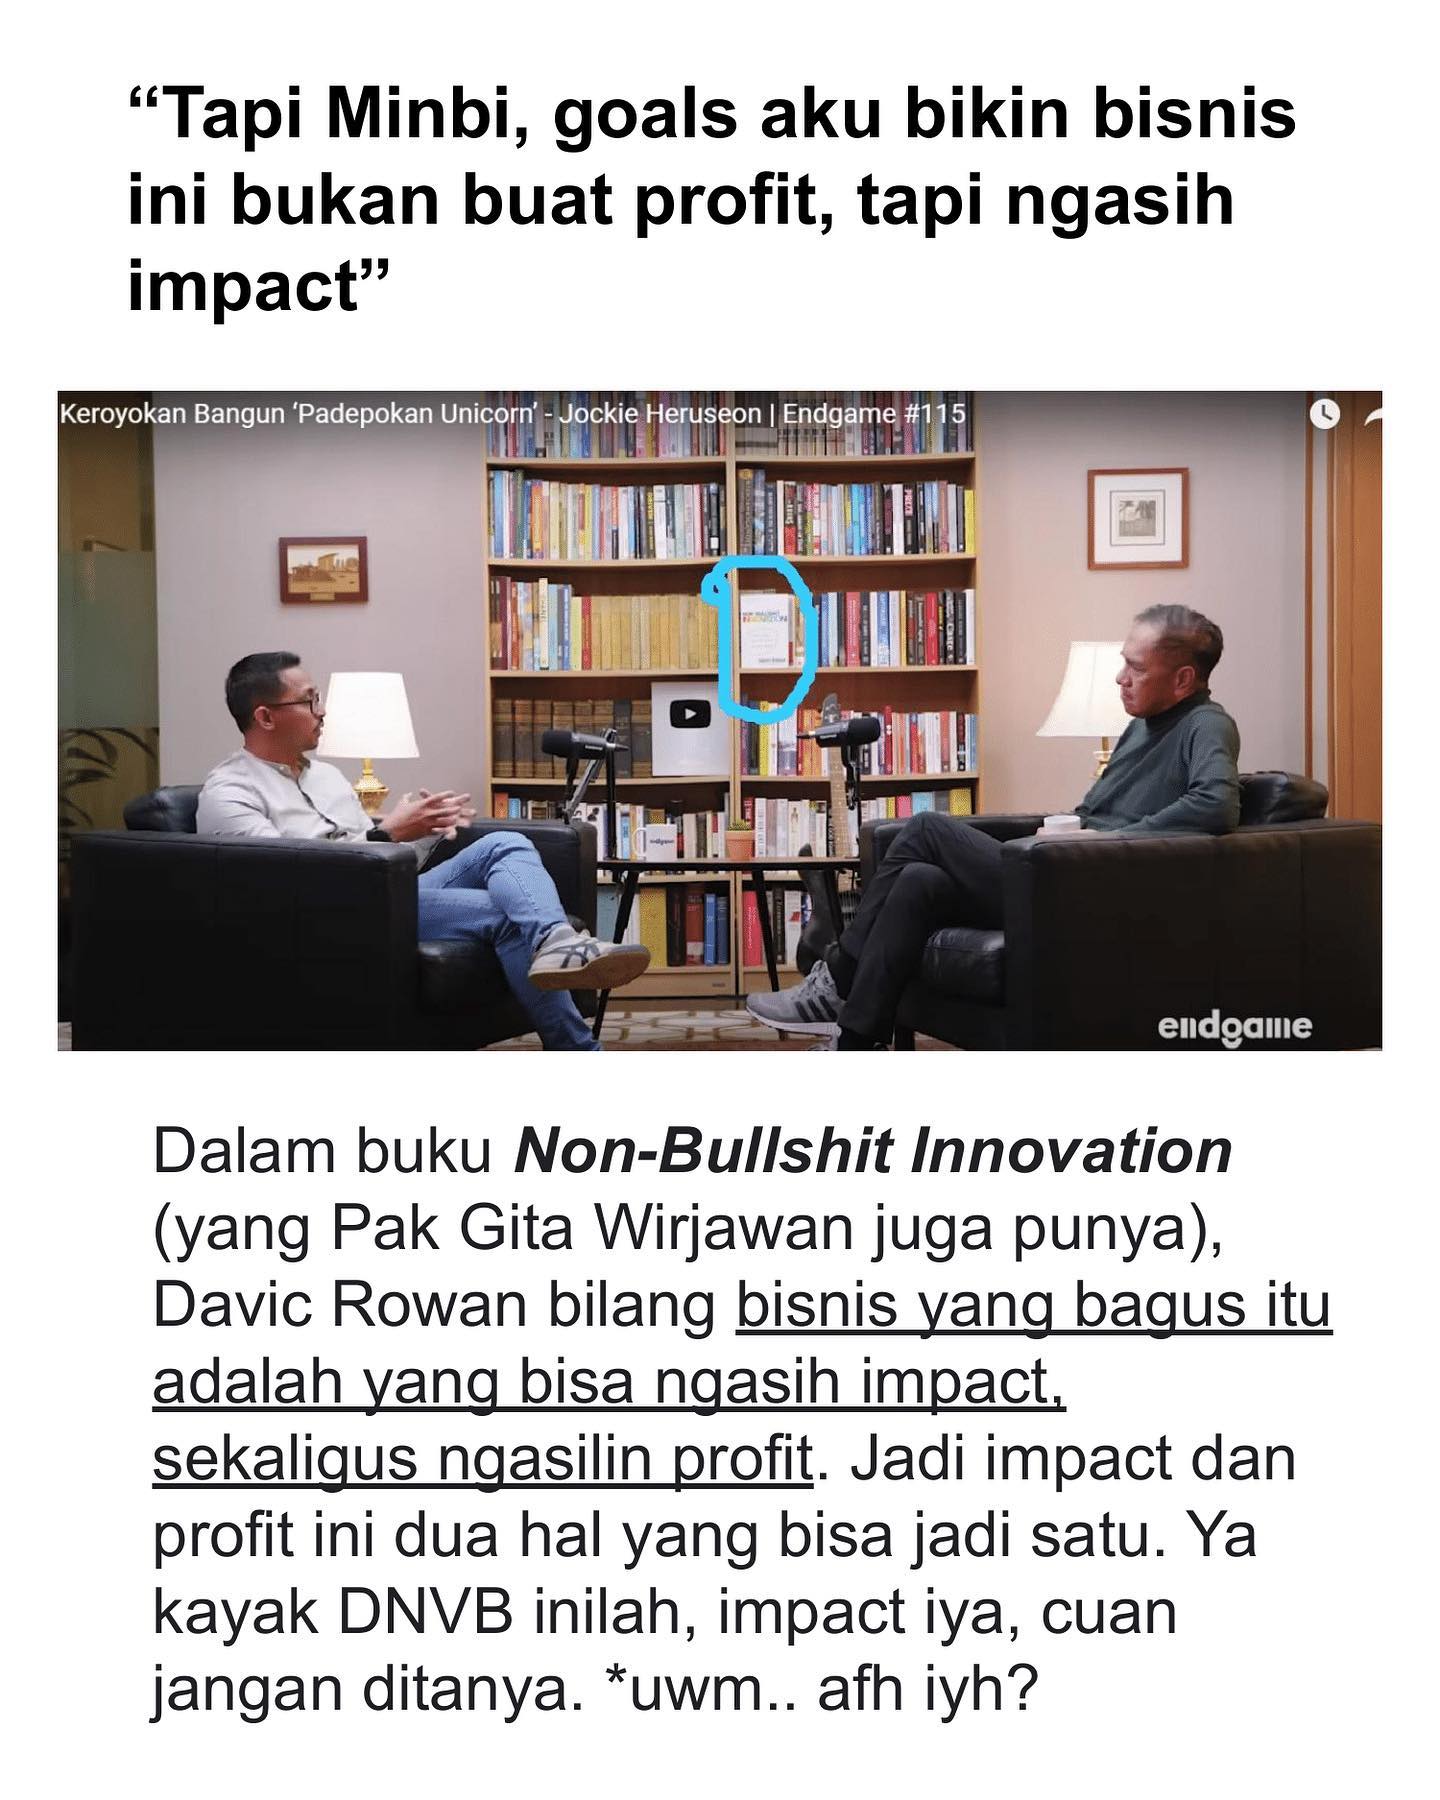 “Tapi Minbi, goals aku bikin bisnis
ini bukan buat profit, tapi ngasih
impact”
Keroyokan Bangun ‘Padepokan Unicorn’ - Jockie Heruseon | Endgame #115
endgame
endgame
Dalam buku Non-Bullshit Innovation
(yang Pak Gita Wirjawan juga punya),
Davic Rowan bilang bisnis yang bagus itu
adalah yang bisa ngasih impact,
sekaligus ngasilin profit. Jadi impact dan
profit ini dua hal yang bisa jadi satu. Ya
kayak DNVB inilah, impact iya, cuan
jangan ditanya. *uwm.. afh iyh?